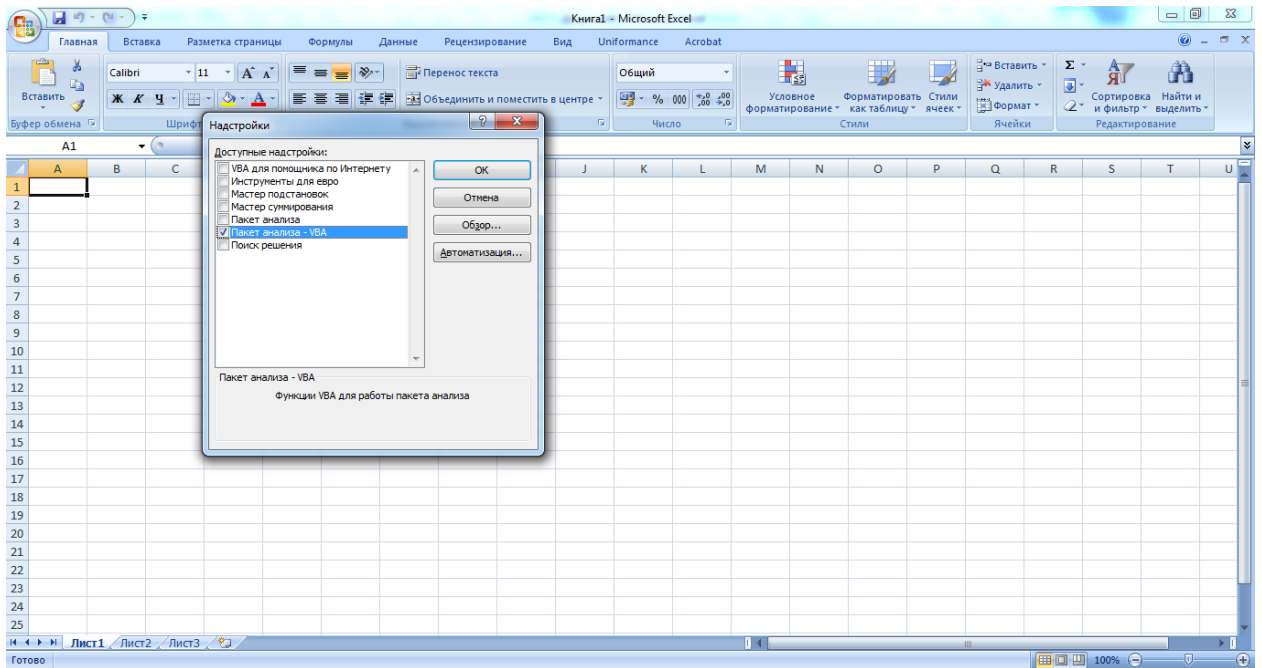 Книга1 - Microsoft Excel
Главная Вставка Разметка страницы Формулы Данные Рецензирование Вид Uniformance Acrobat
Вставить
Буфер обмена
Calibri 11
Ж К Ч
Шрифт
Перенос текста
Объединить и поместить в центре
Общий
% 000
Число
Условное форматирование
Форматировать как таблицу
Стили ячеек
Стили
Вставить
Удалить
Формат
Ячейки
Σ
Сортировка и фильтр
Найти и выделить
Редактирование
A1
A B C J K L M N O P Q R S T U
1
2
3
4
5
6
7
8
9
10
11
12
13
14
15
16
17
18
19
20
21
22
23
24
25
Надстройки
Доступные надстройки:
VBA для помощника по Интернету
Инструменты для евро
Мастер подстановок
Мастер суммирования
Пакет анализа
Пакет анализа - VBA
Поиск решения
OK
Отмена
Обзор...
Автоматизация...
Пакет анализа - VBA
Функции VBA для работы пакета анализа
Лист1 Лист2 Лист3
Готово
100%